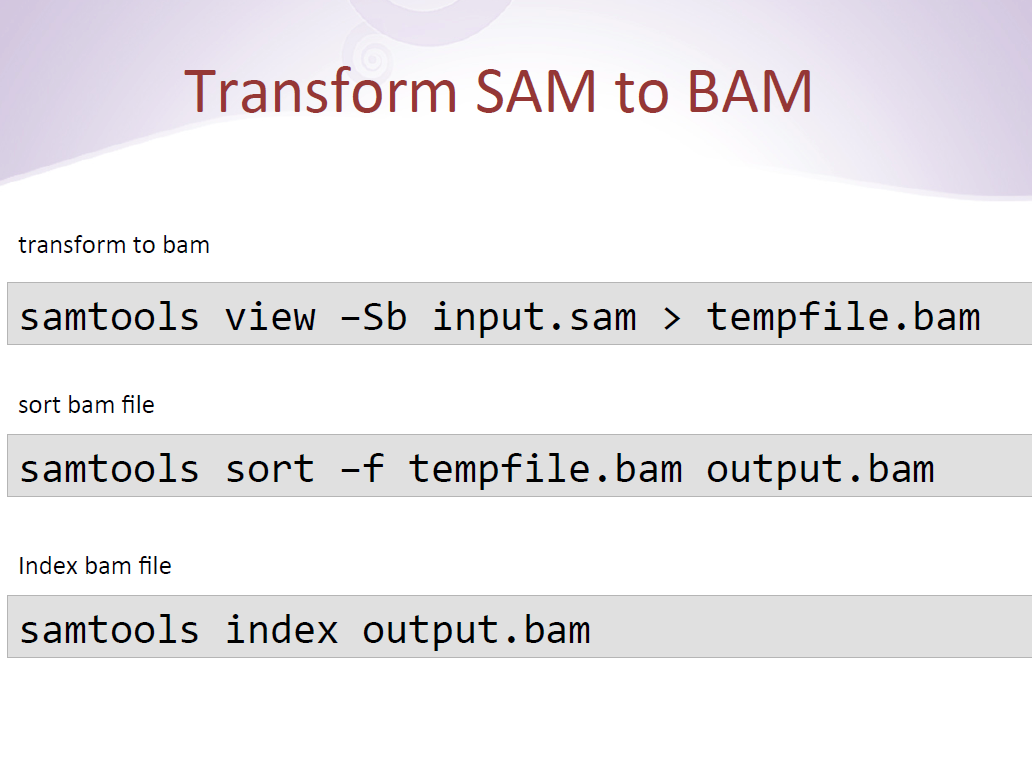 Transform SAM to BAM
transform to bam
samtools view –Sb input.sam > tempfile.bam
sort bam file
samtools sort –f tempfile.bam output.bam
Index bam file
samtools index output.bam